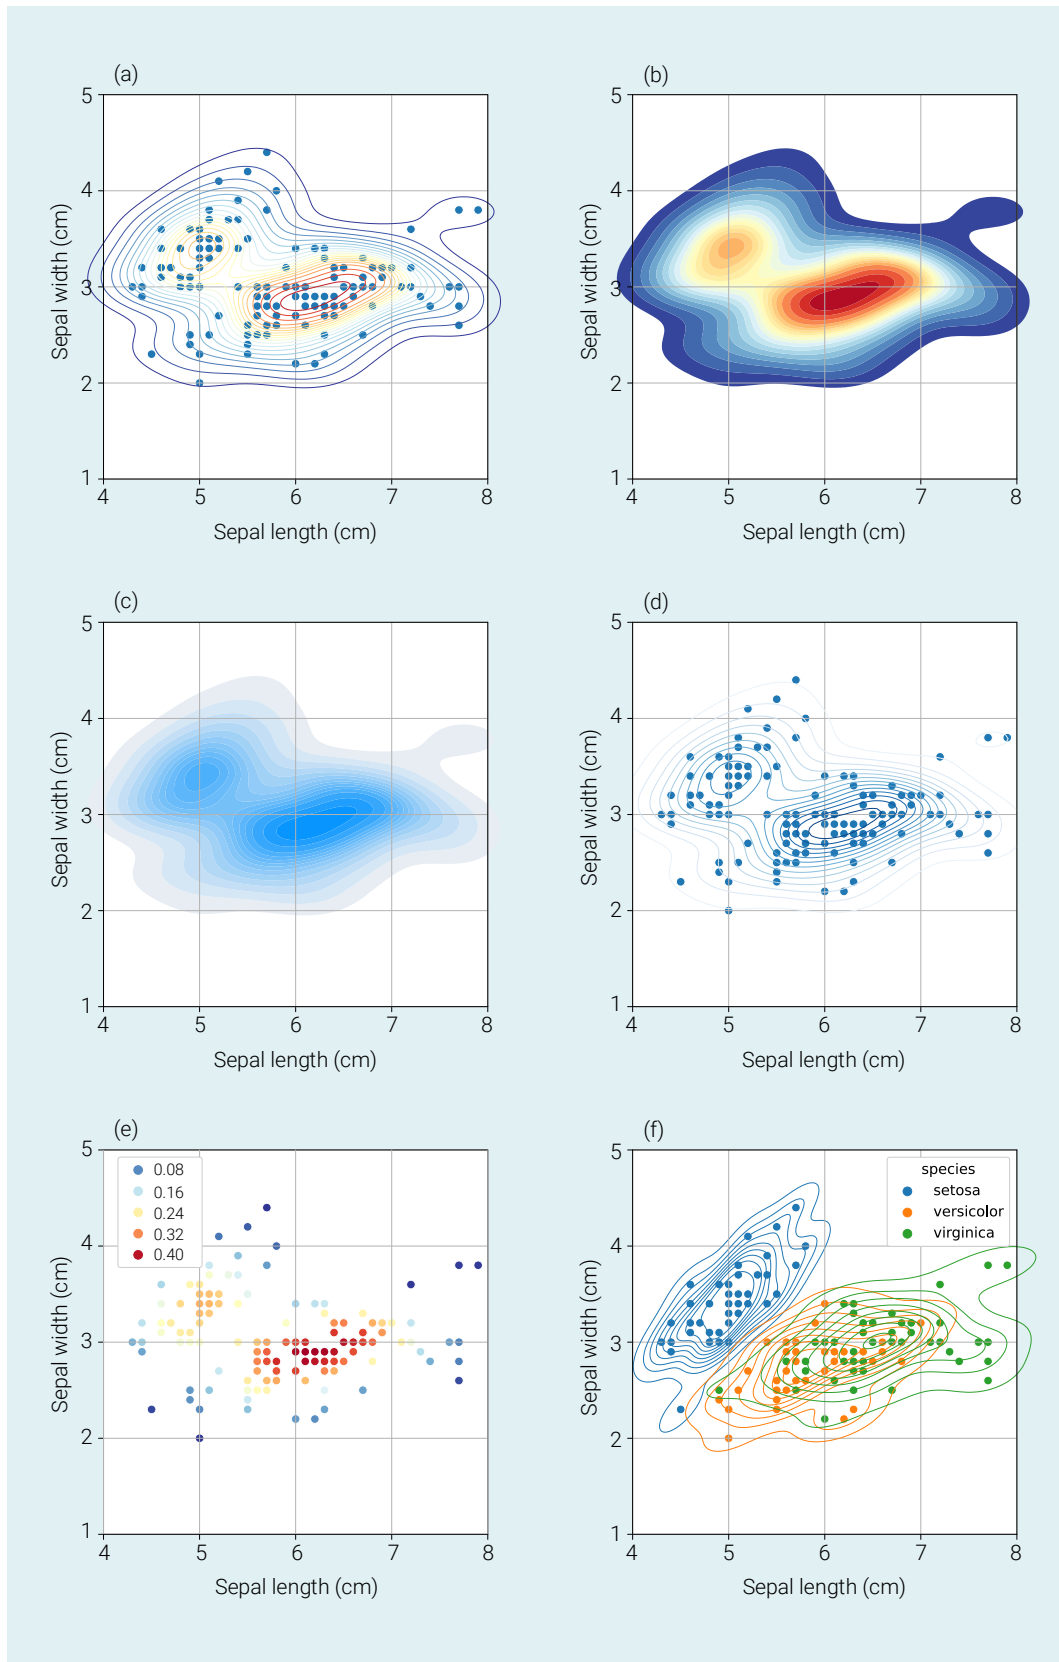 (a)
5
4
3
2
1
Sepal width (cm)
4 5 6 7 8
Sepal length (cm)
(b)
5
4
3
2
1
Sepal width (cm)
4 5 6 7 8
Sepal length (cm)
(c)
5
4
3
2
1
Sepal width (cm)
4 5 6 7 8
Sepal length (cm)
(d)
5
4
3
2
1
Sepal width (cm)
4 5 6 7 8
Sepal length (cm)
(e)
5
4
3
2
1
Sepal width (cm)
0.08
0.16
0.24
0.32
0.40
4 5 6 7 8
Sepal length (cm)
(f)
5
4
3
2
1
Sepal width (cm)
species
setosa
versicolor
virginica
4 5 6 7 8
Sepal length (cm)